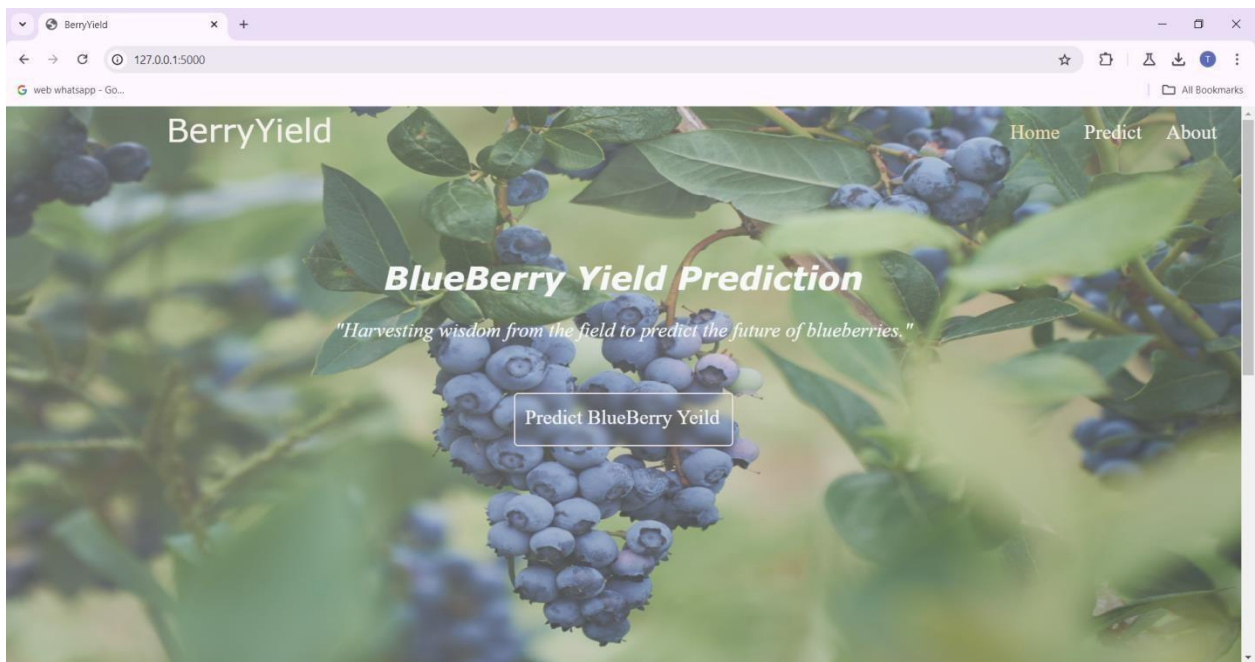 BerryYield
127.0.0.1:5000
web whatsapp - Go...
All Bookmarks
BerryYield
Home Predict About
BlueBerry Yield Prediction
"Harvesting wisdom from the field to predict the future of blueberries."
Predict BlueBerry Yeild